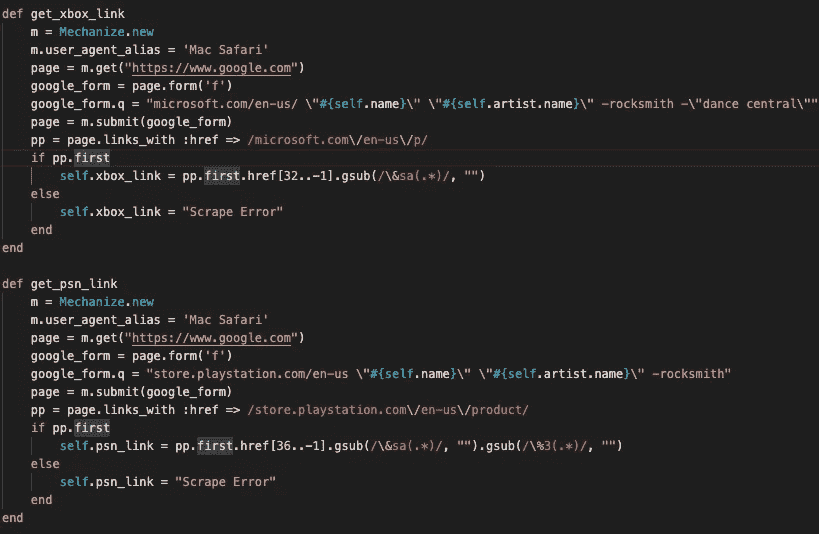 def get_xbox_link
m = Mechanize.new
m.user_agent_alias = 'Mac Safari'
page = m.get("https://www.google.com")
google_form = page.form('f')
google_form.q = "microsoft.com/en-us/ \"#{self.name}\" \"#{self.artist.name}\" -rocksmith -\"dance central\""
page = m.submit(google_form)
pp = page.links_with :href => /microsoft.com\/en-us\/p/
if pp.first
self.xbox_link = pp.first.href[32..-1].gsub(/\&sa(.*)/, "")
else
self.xbox_link = "Scrape Error"
end
end
def get_psn_link
m = Mechanize.new
m.user_agent_alias = 'Mac Safari'
page = m.get("https://www.google.com")
google_form = page.form('f')
google_form.q = "store.playstation.com/en-us \"#{self.name}\" \"#{self.artist.name}\" -rocksmith"
page = m.submit(google_form)
pp = page.links_with :href => /store.playstation.com\/en-us\/product/
if pp.first
self.psn_link = pp.first.href[36..-1].gsub(/\&sa(.*)/, "").gsub(/\%3(.*)/, "")
else
self.psn_link = "Scrape Error"
end
end